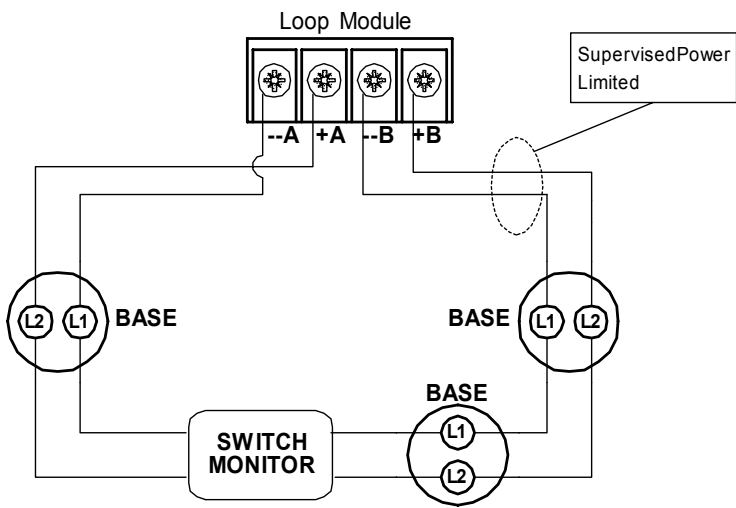 Loop Module
SupervisedPower
Limited
--A +A --B +B
L2 L1 BASE
BASE L1 L2
BASE
L1
SWITCH
MONITOR
L2